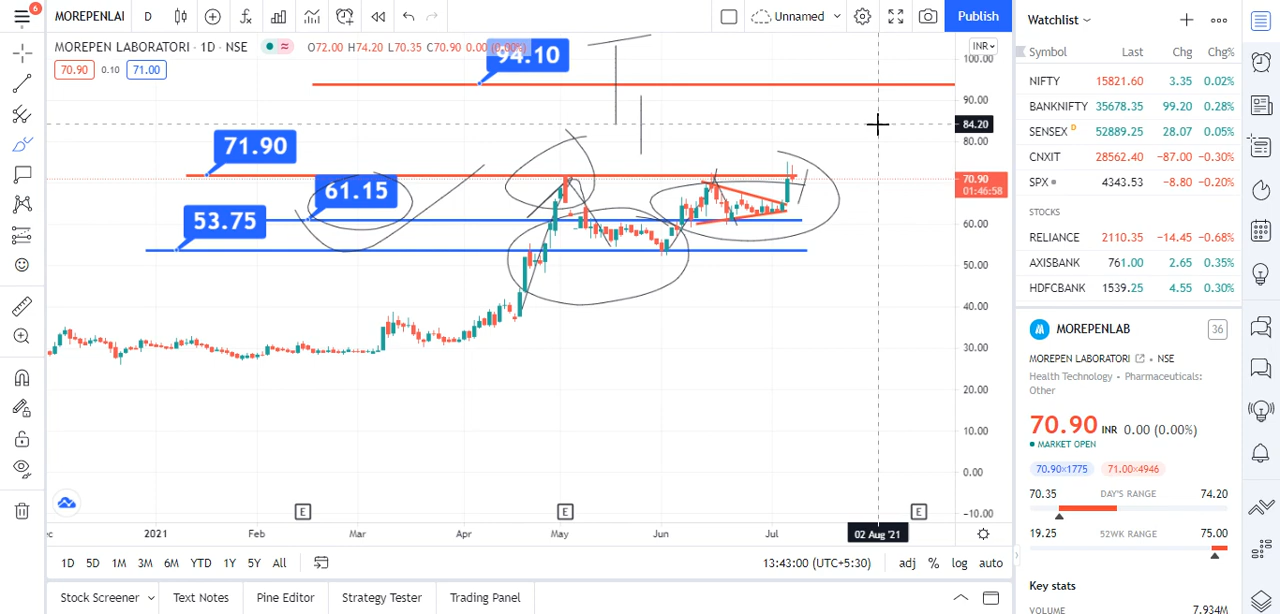 6
MOREPENLAI
D
Unnamed
Publish
MOREPEN LABORATORI · 1D · NSE
O72.00 H74.20 L70.35 C70.90 0.00 (0.00%)
70.90 0.10 71.00
94.10
71.90
61.15
53.75
INR
100.00
90.00
84.20
80.00
70.90
01:46:58
60.00
50.00
40.00
30.00
20.00
10.00
0.00
−10.00
E
E
E
2021
Feb
Mar
Apr
May
Jun
Jul
02 Aug '21
1D 5D 1M 3M 6M YTD 1Y 5Y All
13:43:00 (UTC+5:30)
adj % log auto
Stock Screener
Text Notes
Pine Editor
Strategy Tester
Trading Panel
Watchlist
Symbol Last Chg Chg%
NIFTY 15821.60 3.35 0.02%
BANKNIFTY 35678.35 99.20 0.28%
SENSEX D 52889.25 28.07 0.05%
CNXIT 28562.40 −87.00 −0.30%
SPX 4343.53 −8.80 −0.20%
STOCKS
RELIANCE 2110.35 −14.45 −0.68%
AXISBANK 761.00 2.65 0.35%
HDFCBANK 1539.25 4.55 0.30%
MOREPENLAB
36
MOREPEN LABORATORI • NSE
Health Technology • Pharmaceuticals:
Other
70.90 INR 0.00 (0.00%)
MARKET OPEN
70.90×1775 71.00×4946
70.35 DAY'S RANGE 74.20
19.25 52WK RANGE 75.00
Key stats
VOLUME 7.934M